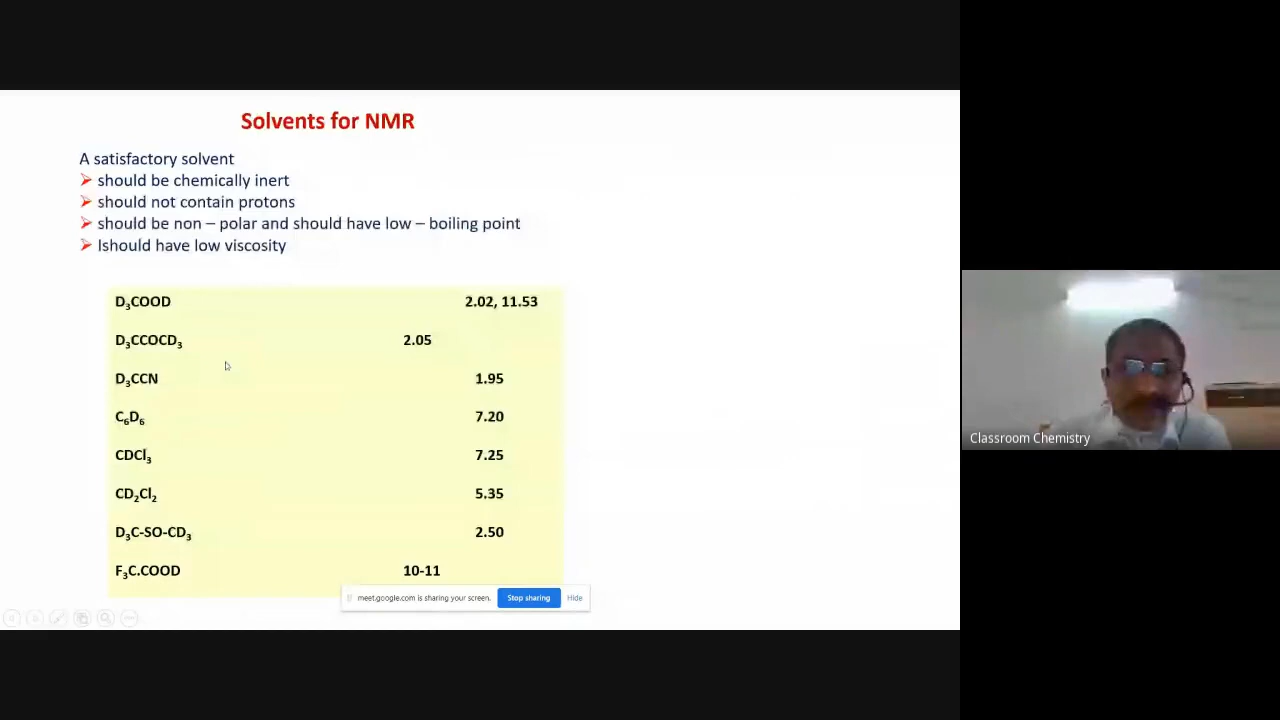 Solvents for NMR
A satisfactory solvent
➢ should be chemically inert
➢ should not contain protons
➢ should be non – polar and should have low – boiling point
➢ Ishould have low viscosity
D₃COOD 2.02, 11.53
D₃CCOCD₃ 2.05
D₃CCN 1.95
C₆D₆ 7.20
CDCl₃ 7.25
CD₂Cl₂ 5.35
D₃C-SO-CD₃ 2.50
F₃C.COOD 10-11
meet.google.com is sharing your screen. Stop sharing Hide
Classroom Chemistry